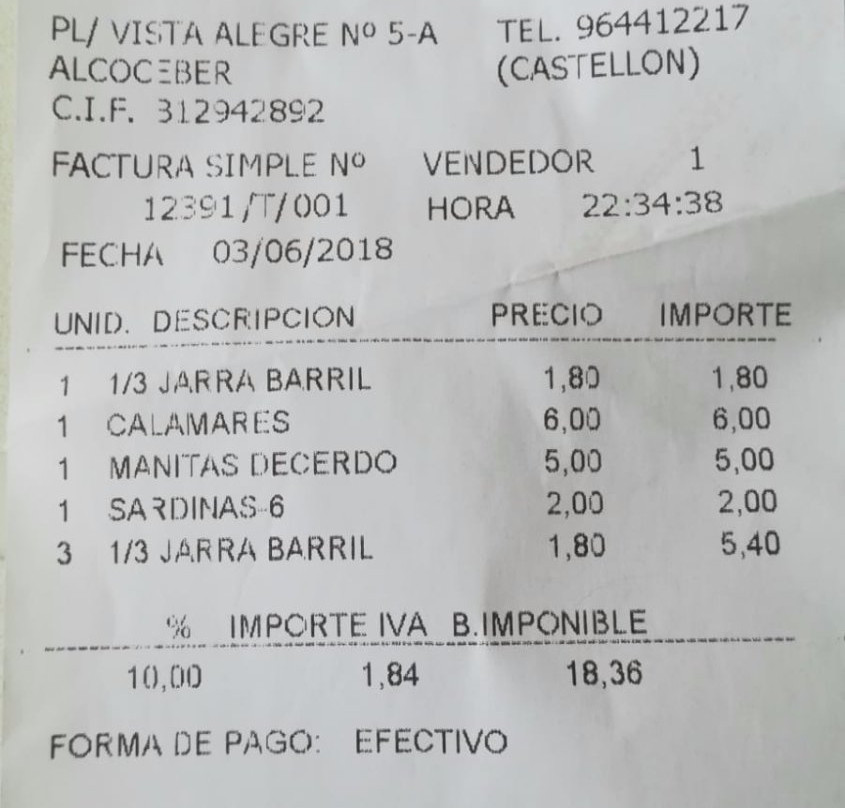 PL/ VISTA ALEGRE Nº 5-A TEL. 964412217
ALCOCEBER (CASTELLON)
C.I.F. 312942892
FACTURA SIMPLE Nº VENDEDOR 1
12391/T/001 HORA 22:34:38
FECHA 03/06/2018
UNID. DESCRIPCION PRECIO IMPORTE
1 1/3 JARRA BARRIL 1,80 1,80
1 CALAMARES 6,00 6,00
1 MANITAS DECERDO 5,00 5,00
1 SARDINAS-6 2,00 2,00
3 1/3 JARRA BARRIL 1,80 5,40
% IMPORTE IVA B.IMPONIBLE
10,00 1,84 18,36
FORMA DE PAGO: EFECTIVO